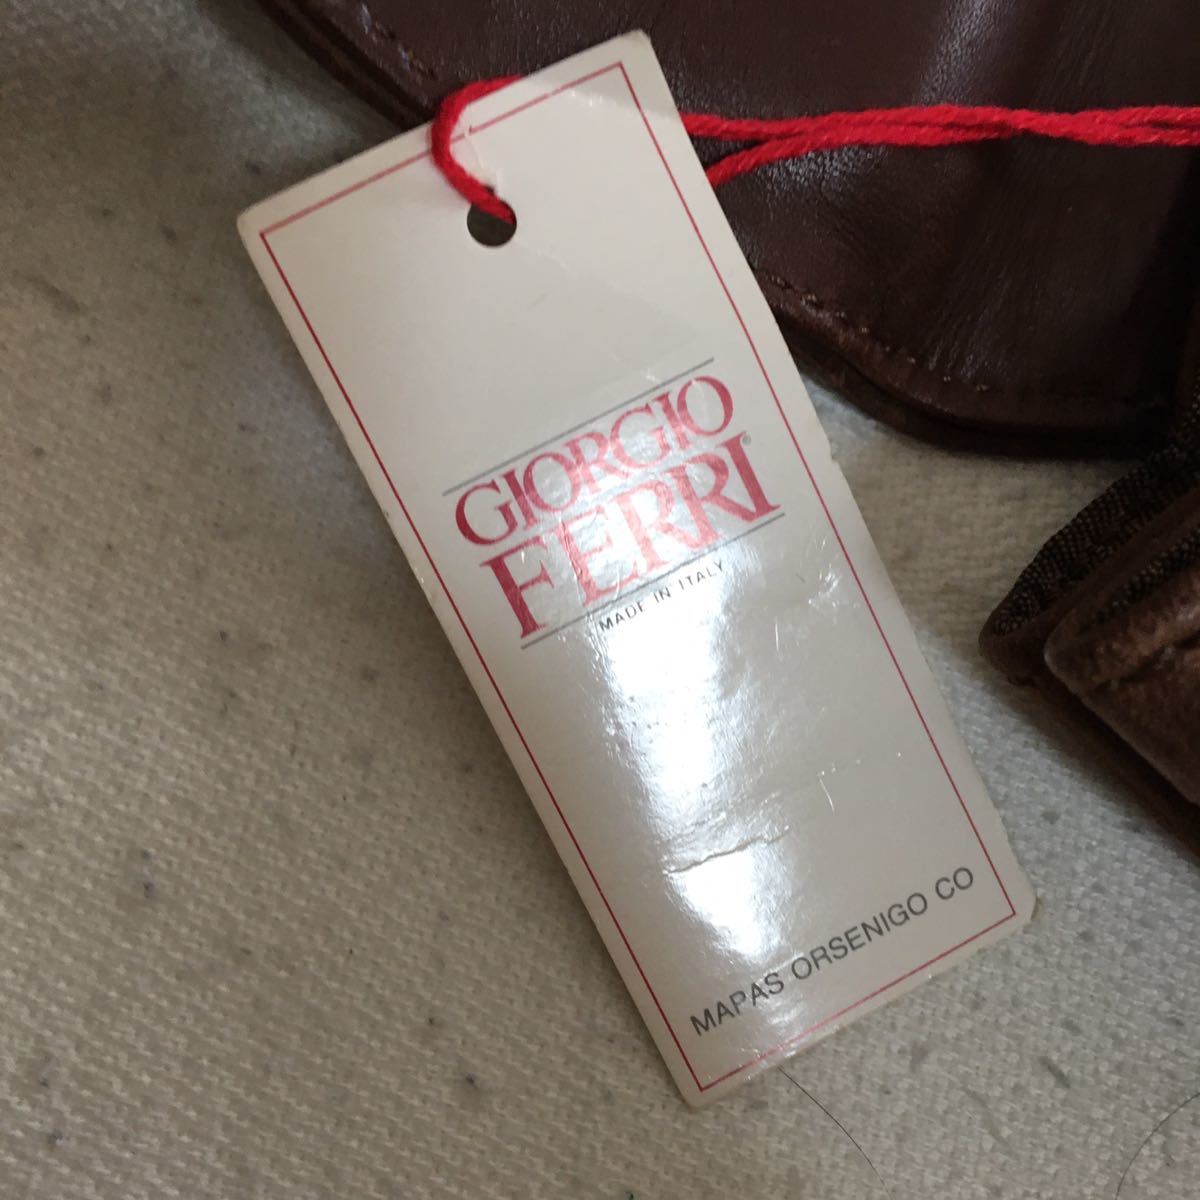 GIORGIO
FERRI®
MADE IN ITALY
MAPAS ORSENIGO CO